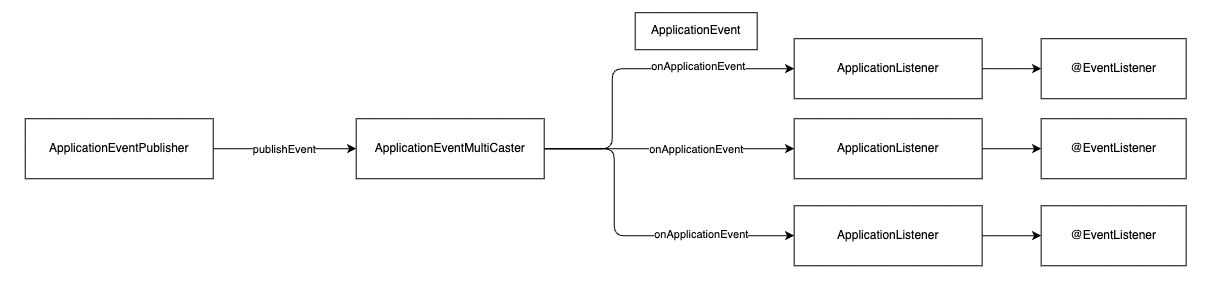 ApplicationEvent
onApplicationEvent
ApplicationListener
@EventListener
ApplicationEventPublisher
publishEvent
ApplicationEventMultiCaster
onApplicationEvent
ApplicationListener
@EventListener
onApplicationEvent
ApplicationListener
@EventListener